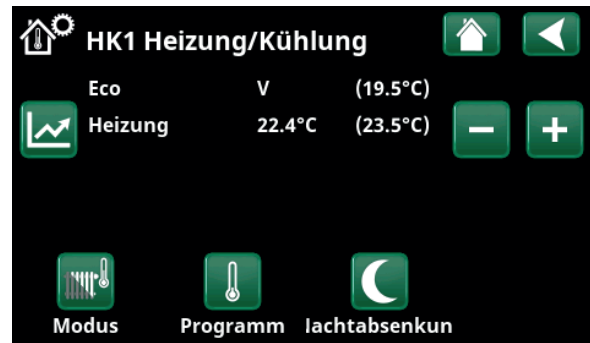 HK1 Heizung/Kühlung
Eco V (19.5°C)
Heizung 22.4°C (23.5°C)
Modus Programm lachtabsenkun